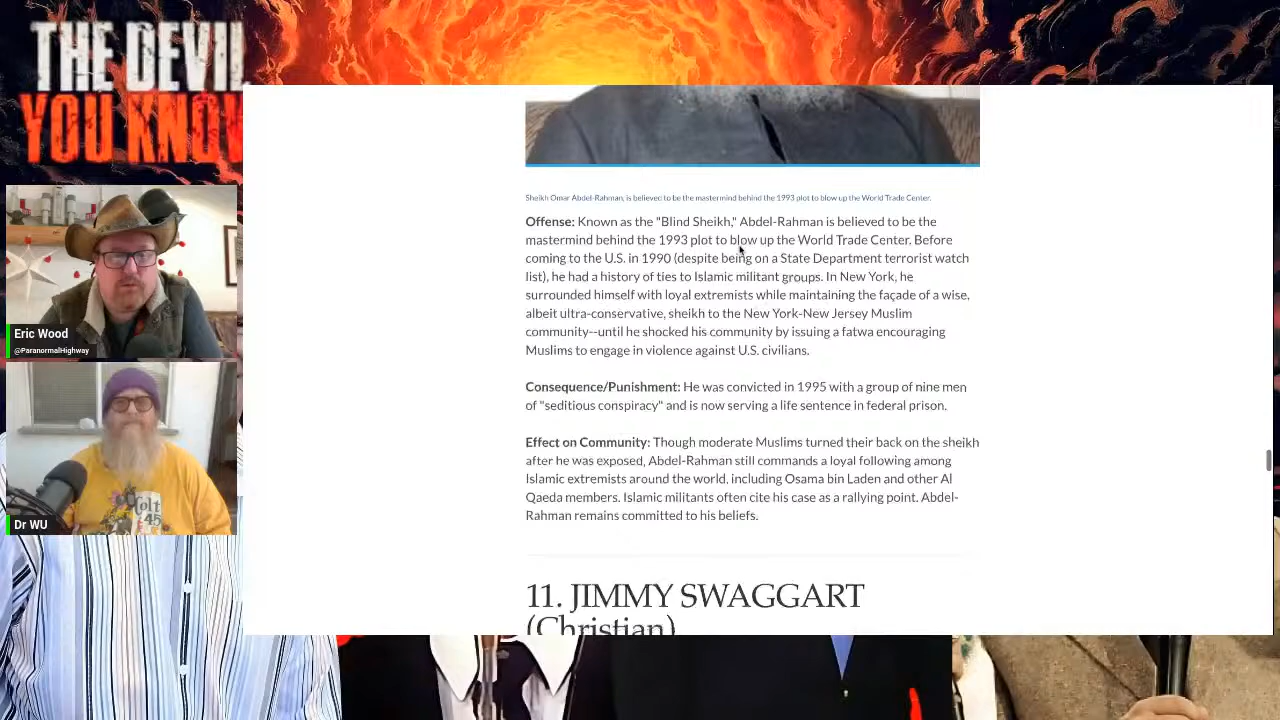 THE DEVIL
YOU KNOW
Eric Wood
@ParanormalHighway
COLT
45
Dr WU
Sheikh Omar Abdel-Rahman, is believed to be the mastermind behind the 1993 plot to blow up the World Trade Center.
Offense: Known as the "Blind Sheikh," Abdel-Rahman is believed to be the
mastermind behind the 1993 plot to blow up the World Trade Center. Before
coming to the U.S. in 1990 (despite being on a State Department terrorist watch
list), he had a history of ties to Islamic militant groups. In New York, he
surrounded himself with loyal extremists while maintaining the façade of a wise,
albeit ultra-conservative, sheikh to the New York-New Jersey Muslim
community--until he shocked his community by issuing a fatwa encouraging
Muslims to engage in violence against U.S. civilians.
Consequence/Punishment: He was convicted in 1995 with a group of nine men
of "seditious conspiracy" and is now serving a life sentence in federal prison.
Effect on Community: Though moderate Muslims turned their back on the sheikh
after he was exposed, Abdel-Rahman still commands a loyal following among
Islamic extremists around the world, including Osama bin Laden and other Al
Qaeda members. Islamic militants often cite his case as a rallying point. Abdel-
Rahman remains committed to his beliefs.
11. JIMMY SWAGGART
(Christian)